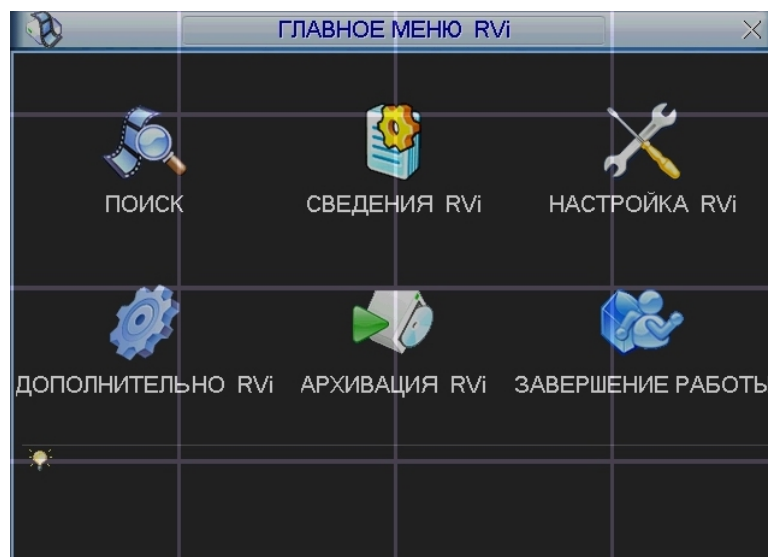 ГЛАВНОЕ МЕНЮ RVi
ПОИСК
СВЕДЕНИЯ RVi
НАСТРОЙКА RVi
ДОПОЛНИТЕЛЬНО RVi
АРХИВАЦИЯ RVi
ЗАВЕРШЕНИЕ РАБОТЫ